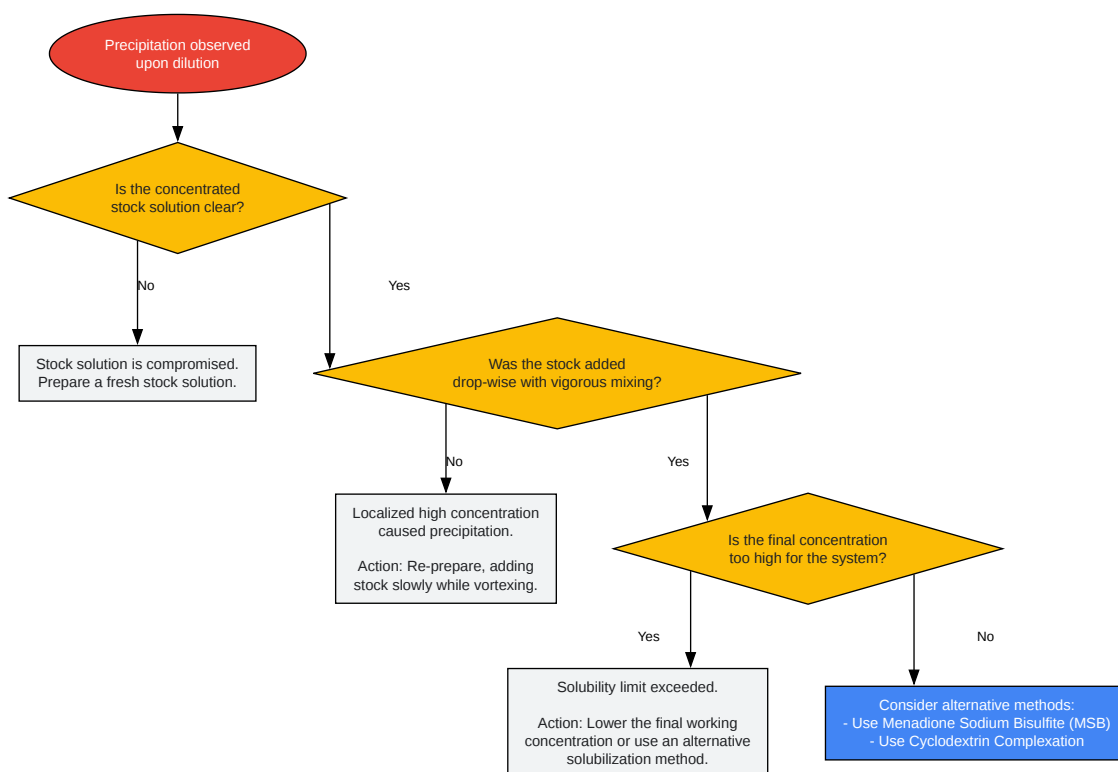 Precipitation observed
upon dilution
Is the concentrated
stock solution clear?
No
Yes
Stock solution is compromised.
Prepare a fresh stock solution.
Was the stock added
drop-wise with vigorous mixing?
No
Yes
Localized high concentration
caused precipitation.
Action: Re-prepare, adding
stock slowly while vortexing.
Is the final concentration
too high for the system?
Yes
No
Solubility limit exceeded.
Action: Lower the final working
concentration or use an alternative
solubilization method.
Consider alternative methods:
- Use Menadione Sodium Bisulfite (MSB)
- Use Cyclodextrin Complexation